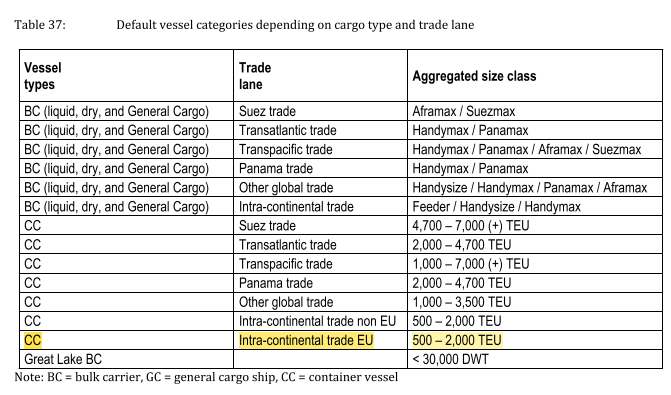 Table 37: Default vessel categories depending on cargo type and trade lane
Vessel types Trade lane Aggregated size class
BC (liquid, dry, and General Cargo) Suez trade Aframax / Suezmax
BC (liquid, dry, and General Cargo) Transatlantic trade Handymax / Panamax
BC (liquid, dry, and General Cargo) Transpacific trade Handymax / Panamax / Aframax / Suezmax
BC (liquid, dry, and General Cargo) Panama trade Handymax / Panamax
BC (liquid, dry, and General Cargo) Other global trade Handysize / Handymax / Panamax / Aframax
BC (liquid, dry, and General Cargo) Intra-continental trade Feeder / Handysize / Handymax
CC Suez trade 4,700 – 7,000 (+) TEU
CC Transatlantic trade 2,000 – 4,700 TEU
CC Transpacific trade 1,000 – 7,000 (+) TEU
CC Panama trade 2,000 – 4,700 TEU
CC Other global trade 1,000 – 3,500 TEU
CC Intra-continental trade non EU 500 – 2,000 TEU
CC Intra-continental trade EU 500 – 2,000 TEU
Great Lake BC < 30,000 DWT
Note: BC = bulk carrier, GC = general cargo ship, CC = container vessel